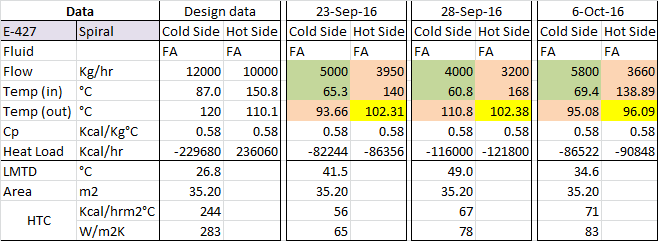 Data Design data 23-Sep-16 28-Sep-16 6-Oct-16
E-427 Spiral Cold Side Hot Side Cold Side Hot Side Cold Side Hot Side Cold Side Hot Side
Fluid FA FA FA FA FA FA FA FA
Flow Kg/hr 12000 10000 5000 3950 4000 3200 5800 3660
Temp (in) °C 87.0 150.8 65.3 140 60.8 168 69.4 138.89
Temp (out) °C 120 110.1 93.66 102.31 110.8 102.38 95.08 96.09
Cp Kcal/Kg°C 0.58 0.58 0.58 0.58 0.58 0.58 0.58 0.58
Heat Load Kcal/hr -229680 236060 -82244 -86356 -116000 -121800 -86522 -90848
LMTD °C 26.8 41.5 49.0 34.6
Area m2 35.20 35.20 35.20 35.20
HTC Kcal/hrm2°C 244 56 67 71
W/m2K 283 65 78 83